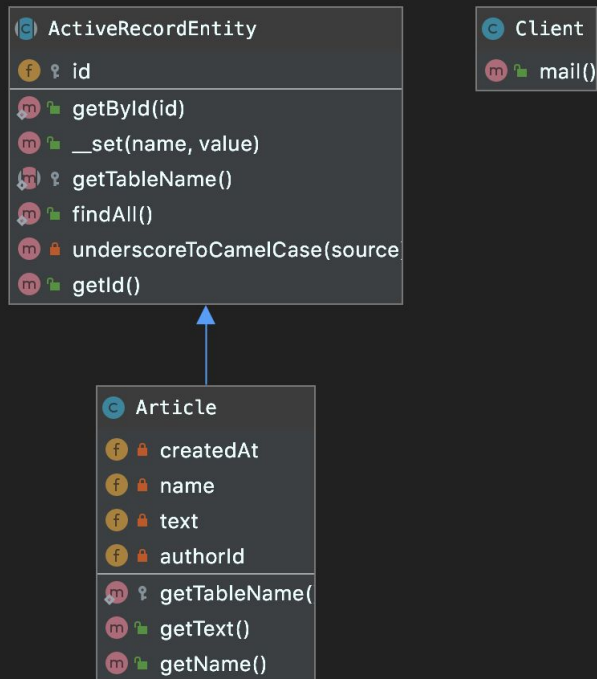 ActiveRecordEntity
id
getById(id)
__set(name, value)
getTableName()
findAll()
underscoreToCamelCase(source
getId()
Client
mail()
Article
createdAt
name
text
authorId
getTableName(
getText()
getName()